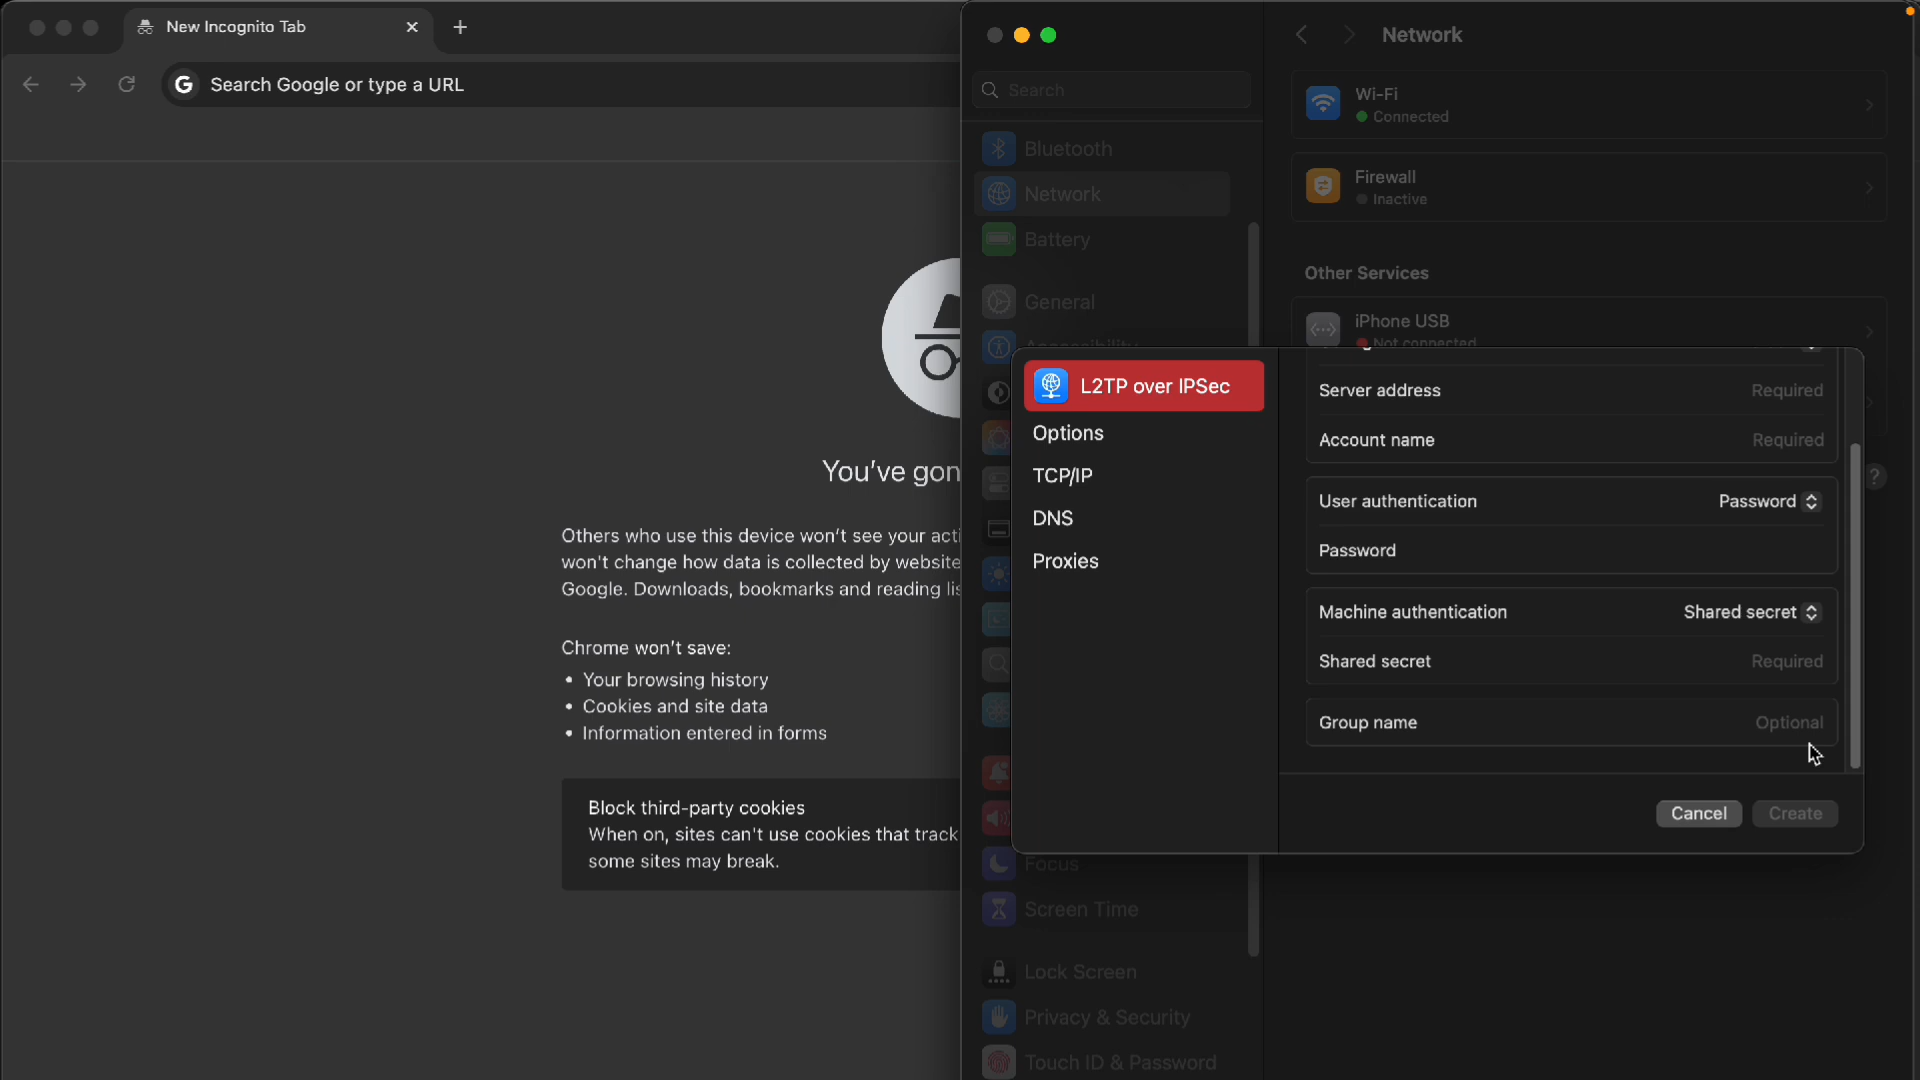 New Incognito Tab
Search Google or type a URL
You've gon
Others who use this device won't see your acti
won't change how data is collected by website
Google. Downloads, bookmarks and reading lis
Chrome won't save:
• Your browsing history
• Cookies and site data
• Information entered in forms
Block third-party cookies
When on, sites can't use cookies that track
some sites may break.
Search
Bluetooth
Network
Battery
General
Accessibility
Focus
Screen Time
Lock Screen
Privacy & Security
Touch ID & Password
Network
Wi-Fi
Connected
Firewall
Inactive
Other Services
iPhone USB
Not connected
?
L2TP over IPSec
Options
TCP/IP
DNS
Proxies
Server address Required
Account name Required
User authentication Password
Password
Machine authentication Shared secret
Shared secret Required
Group name Optional
Cancel Create